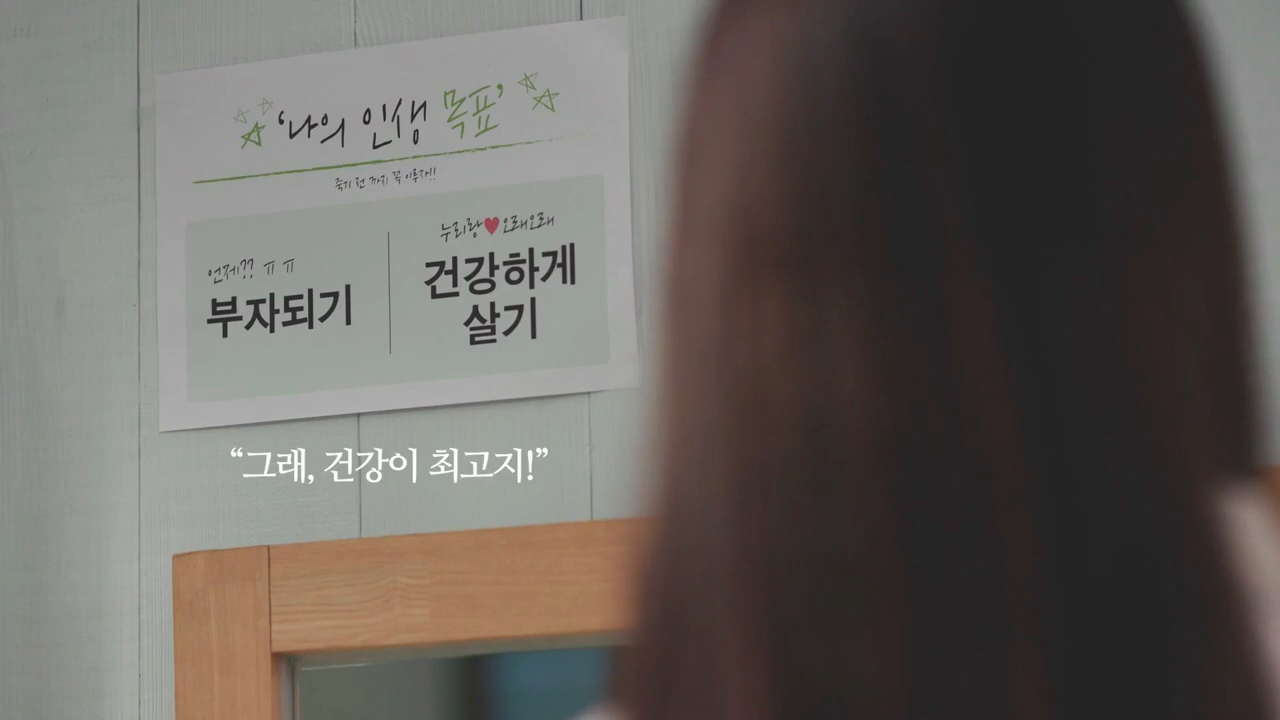 '나의 인생 목표'
죽기 전 까지 꼭 이루자!!
언제?? ㅠㅠ
부자되기
누리랑♥오래오래
건강하게
살기
“그래, 건강이 최고지!”